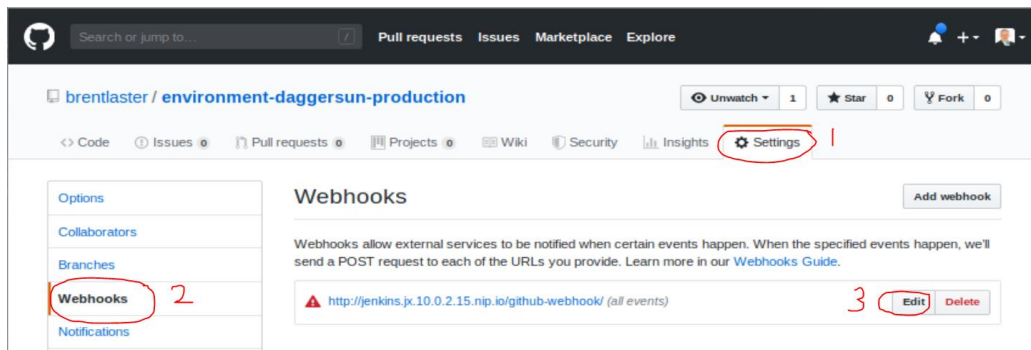 Search or jump to... / Pull requests Issues Marketplace Explore
brentlaster / environment-daggersun-production Unwatch 1 Star 0 Fork 0
Code Issues 0 Pull requests 0 Projects 0 Wiki Security Insights Settings 1
Options
Collaborators
Branches
Webhooks 2
Notifications
Webhooks Add webhook
Webhooks allow external services to be notified when certain events happen. When the specified events happen, we'll
send a POST request to each of the URLs you provide. Learn more in our Webhooks Guide.
http://jenkins.jx.10.0.2.15.nip.io/github-webhook/ (all events) 3 Edit Delete